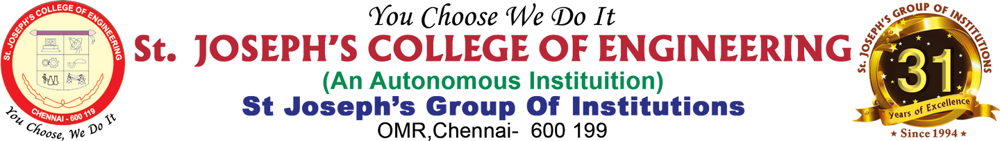 St. JOSEPH'S COLLEGE OF ENGINEERING
CHENNAI - 600 119
You Choose, We Do It
You Choose We Do It
St. JOSEPH'S COLLEGE OF ENGINEERING
(An Autonomous Instituition)
St Joseph's Group Of Institutions
OMR,Chennai- 600 199
St. JOSEPH'S GROUP OF INSTITUTIONS
31
Years of Excellence
★ Since 1994 ★